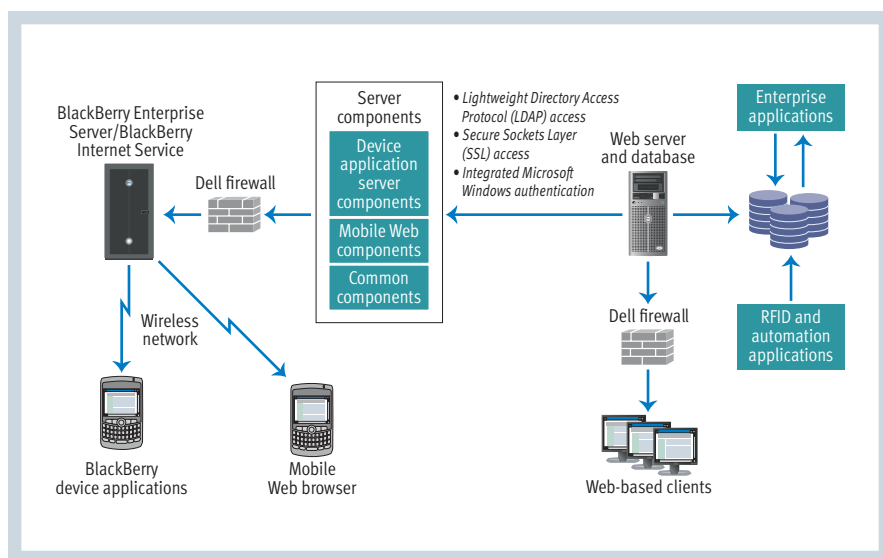 BlackBerry Enterprise
Server/BlackBerry
Internet Service
Dell firewall
Server
components
Device
application
server
components
Mobile Web
components
Common
components
• Lightweight Directory Access
Protocol (LDAP) access
• Secure Sockets Layer
(SSL) access
• Integrated Microsoft
Windows authentication
Web server
and database
Enterprise
applications
Wireless
network
Dell firewall
RFID and
automation
applications
BlackBerry
device applications
Mobile
Web browser
Web-based clients